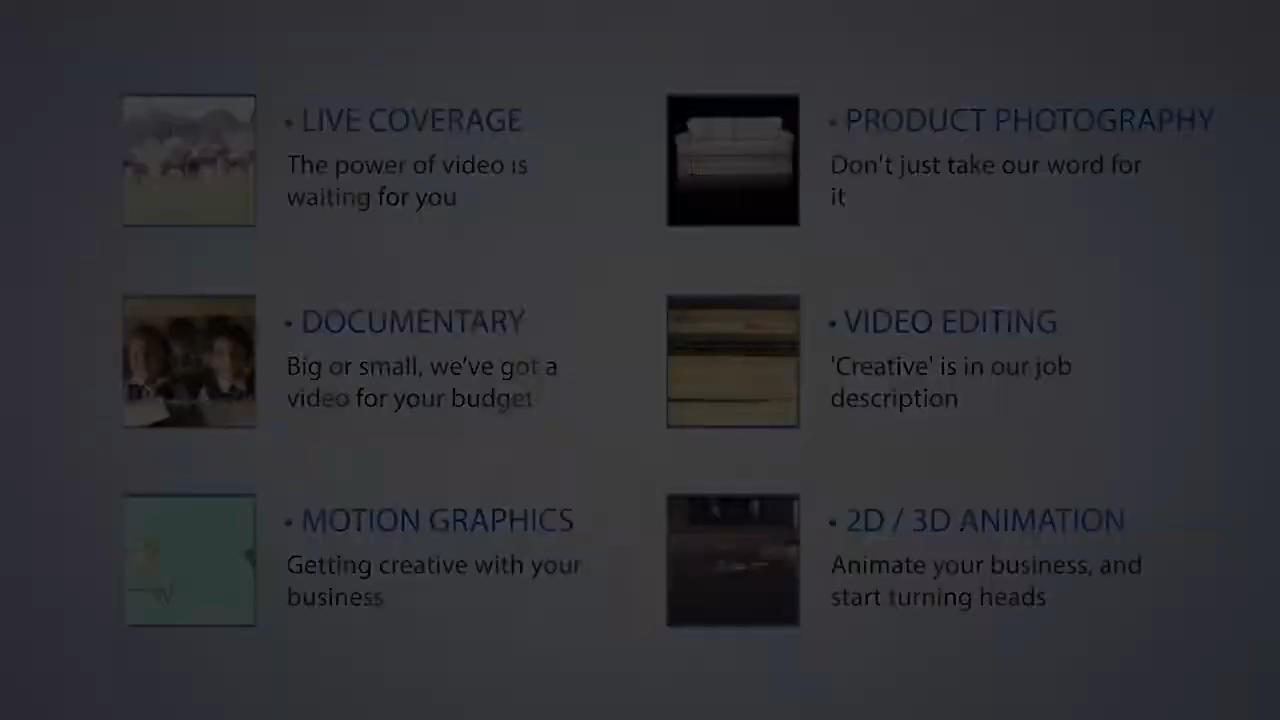 • LIVE COVERAGE
The power of video is
waiting for you
• PRODUCT PHOTOGRAPHY
Don't just take our word for
it
• DOCUMENTARY
Big or small, we've got a
video for your budget
• VIDEO EDITING
'Creative' is in our job
description
• MOTION GRAPHICS
Getting creative with your
business
• 2D / 3D ANIMATION
Animate your business, and
start turning heads